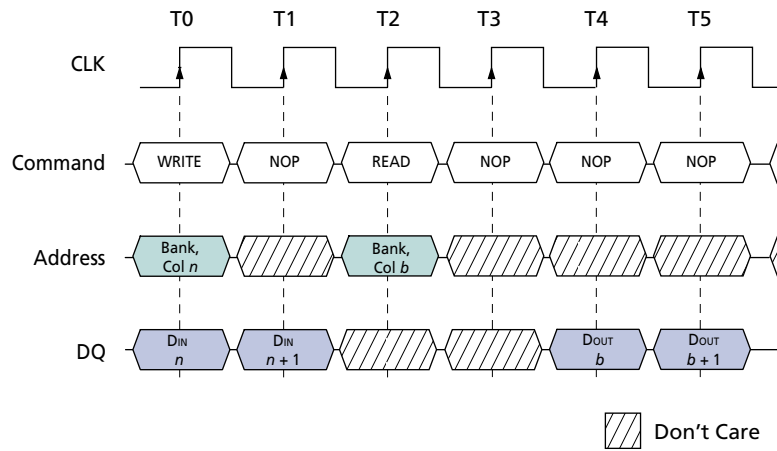 T0 T1 T2 T3 T4 T5
CLK
Command WRITE NOP READ NOP NOP NOP
Address Bank, Col n Bank, Col b
DQ DIN n DIN n + 1 DOUT b DOUT b + 1
Don't Care